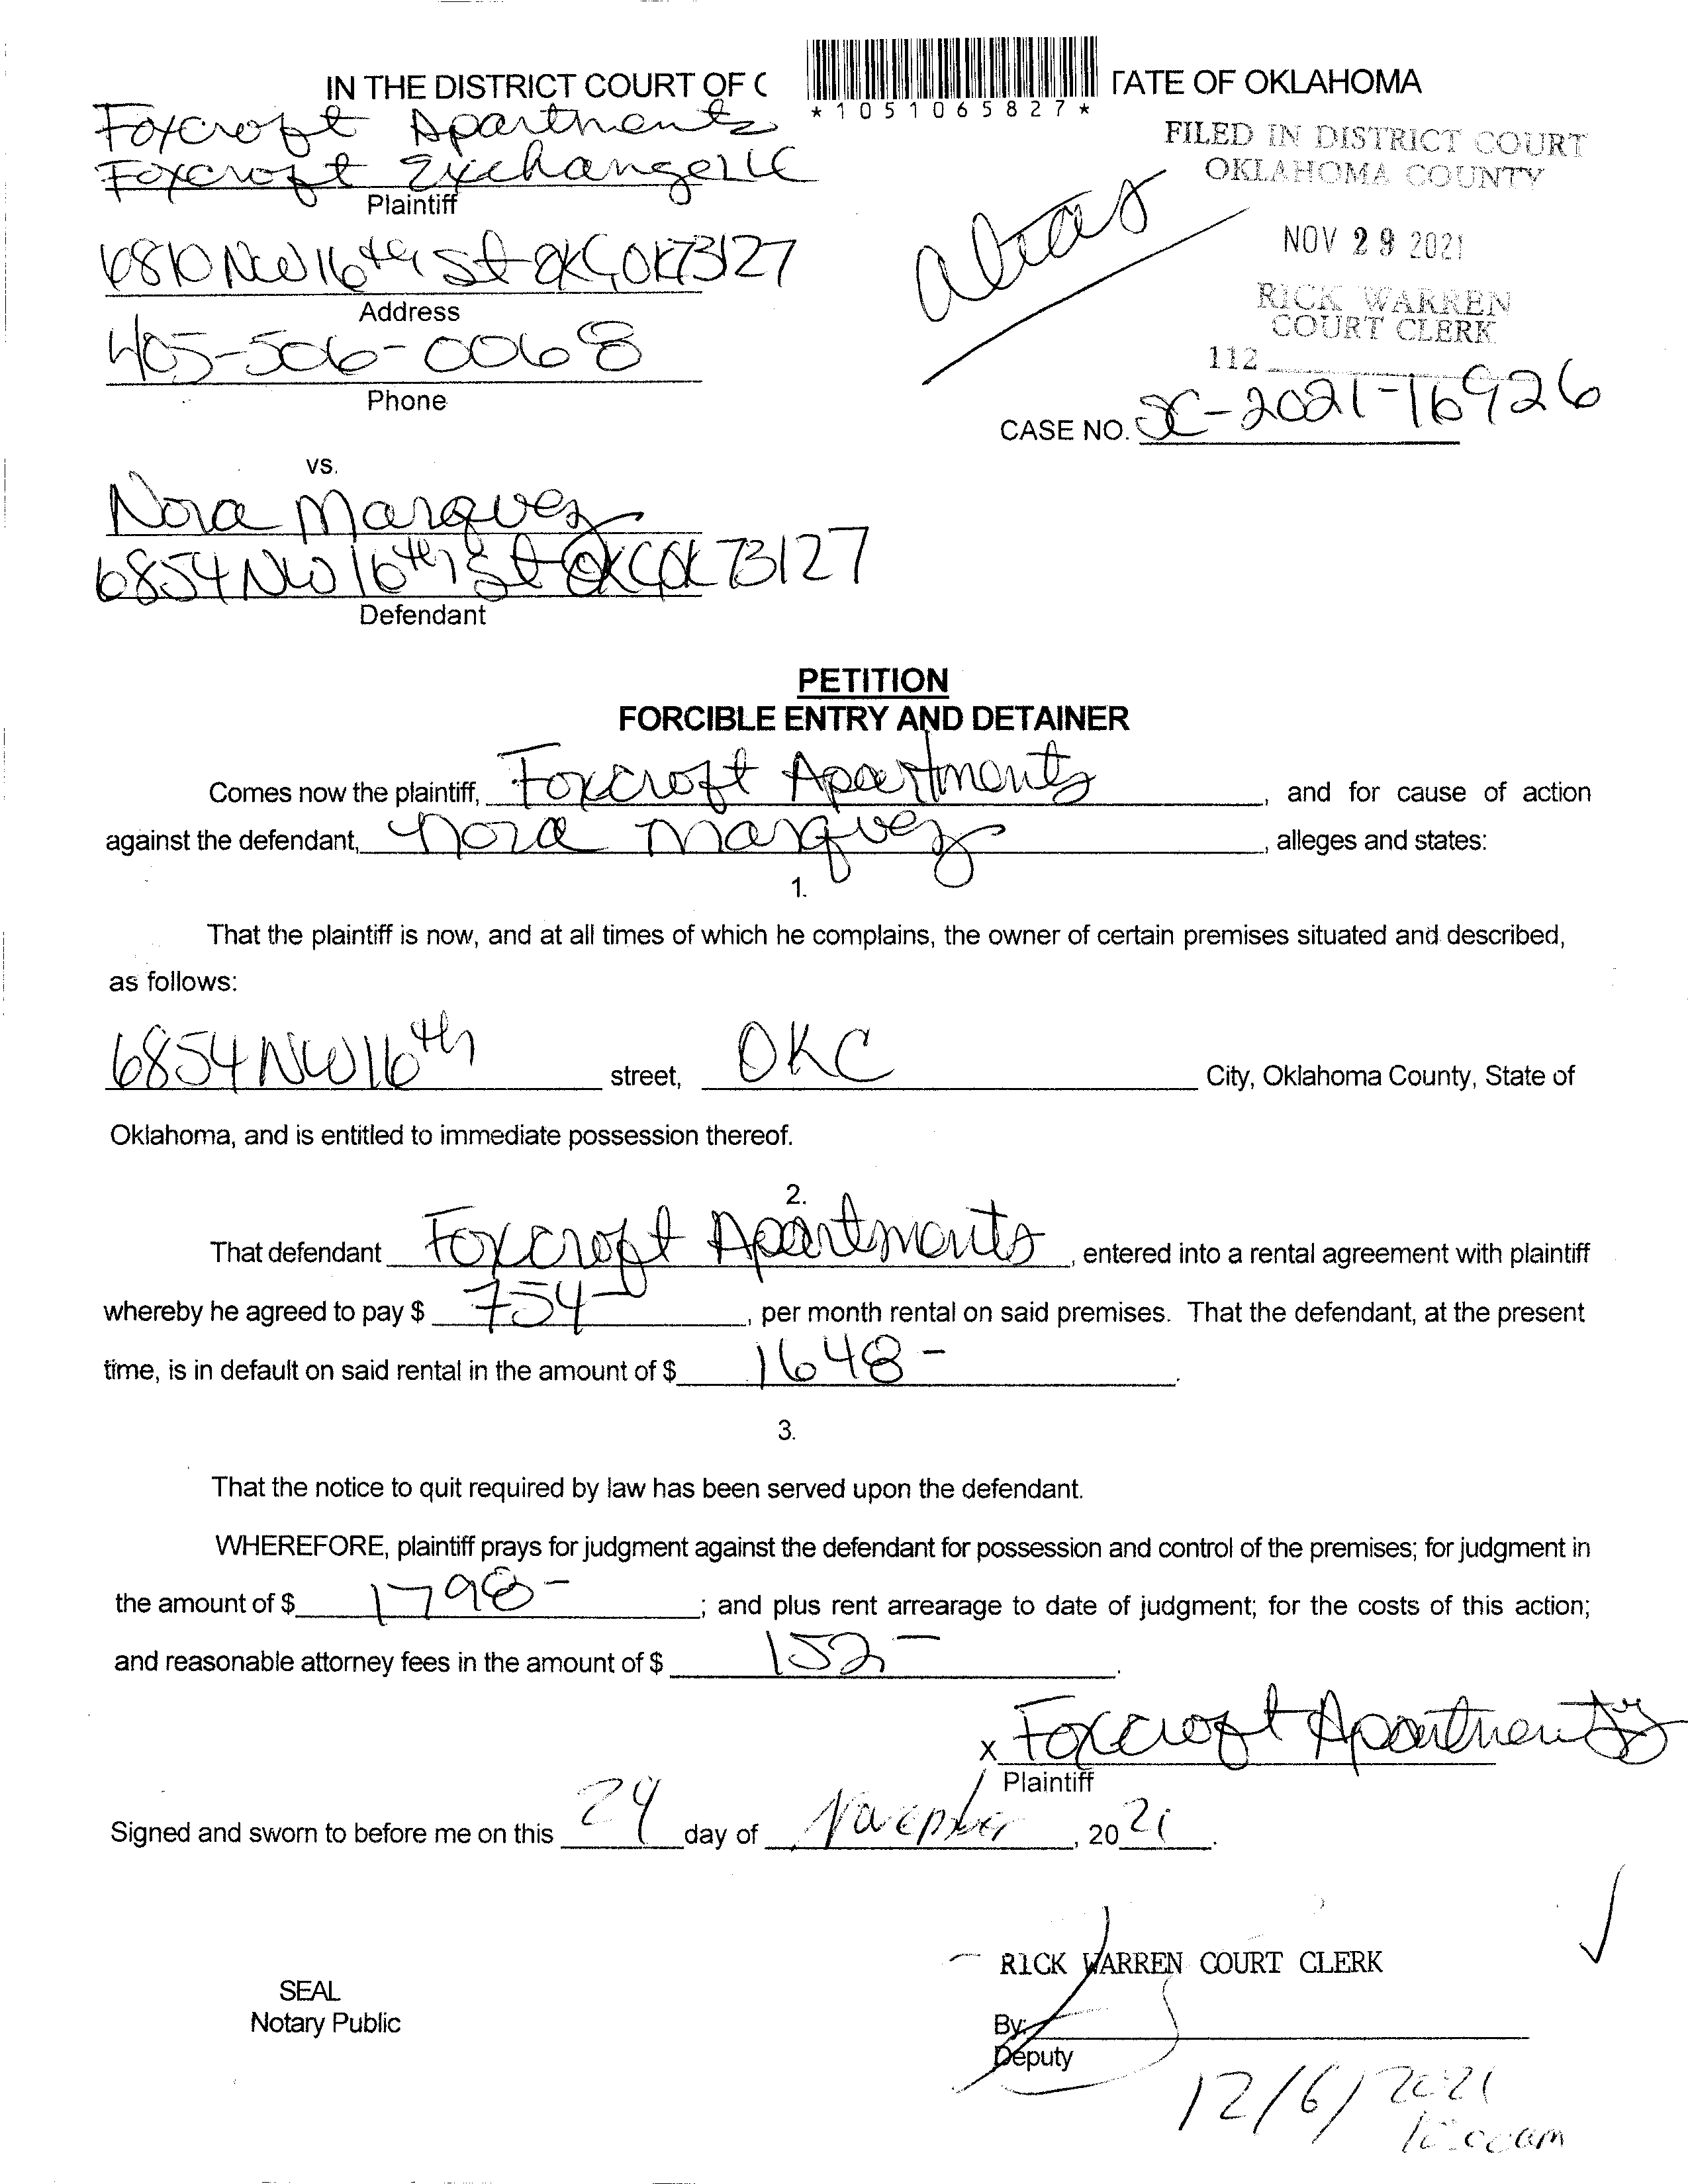 IN THE DISTRICT COURT OF C
TATE OF OKLAHOMA
*1051065827*
Foxcroft Apartments
Foxcroft Exchange LLC
Plaintiff
FILED IN DISTRICT COURT
OKLAHOMA COUNTY
alias
NOV 29 2021
6810 NW 16th St OKC, OK 73127
Address
RICK WARREN
COURT CLERK
405-506-0068
Phone
112
CASE NO. SC-2021-16926
vs.
Nora Marquez
6854 NW 16th St OKC, OK 73127
Defendant
PETITION
FORCIBLE ENTRY AND DETAINER
Comes now the plaintiff, Foxcroft Apartments, and for cause of action
against the defendant, Nora Marquez, alleges and states:
1.
That the plaintiff is now, and at all times of which he complains, the owner of certain premises situated and described,
as follows:
6854 NW 16th street, OKC City, Oklahoma County, State of
Oklahoma, and is entitled to immediate possession thereof.
2.
That defendant Foxcroft Apartments, entered into a rental agreement with plaintiff
whereby he agreed to pay $ 754-, per month rental on said premises. That the defendant, at the present
time, is in default on said rental in the amount of $ 1648-.
3.
That the notice to quit required by law has been served upon the defendant.
WHEREFORE, plaintiff prays for judgment against the defendant for possession and control of the premises; for judgment in
the amount of $ 1798-; and plus rent arrearage to date of judgment; for the costs of this action;
and reasonable attorney fees in the amount of $ 152-.
x Foxcroft Apartments
Plaintiff
Signed and sworn to before me on this 24 day of November, 2021.
RICK WARREN COURT CLERK
SEAL
Notary Public
By:
Deputy
12/6/2021
10:00am